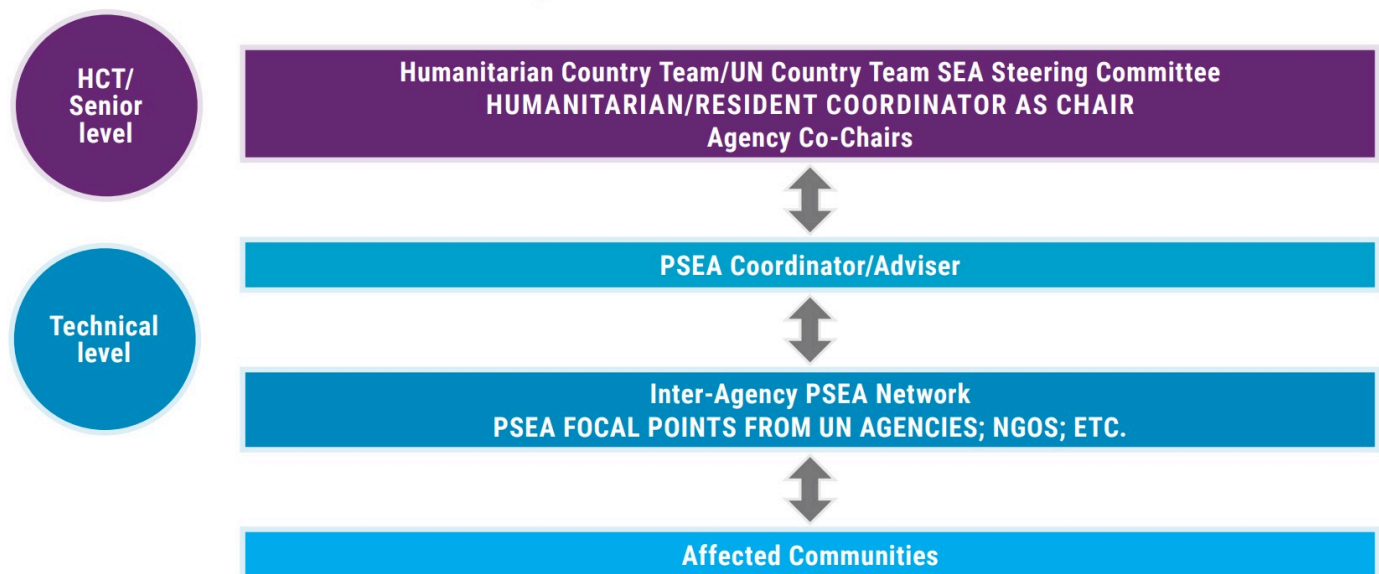 HCT/
Senior
level
Humanitarian Country Team/UN Country Team SEA Steering Committee
HUMANITARIAN/RESIDENT COORDINATOR AS CHAIR
Agency Co-Chairs
Technical
level
PSEA Coordinator/Adviser
Inter-Agency PSEA Network
PSEA FOCAL POINTS FROM UN AGENCIES; NGOS; ETC.
Affected Communities